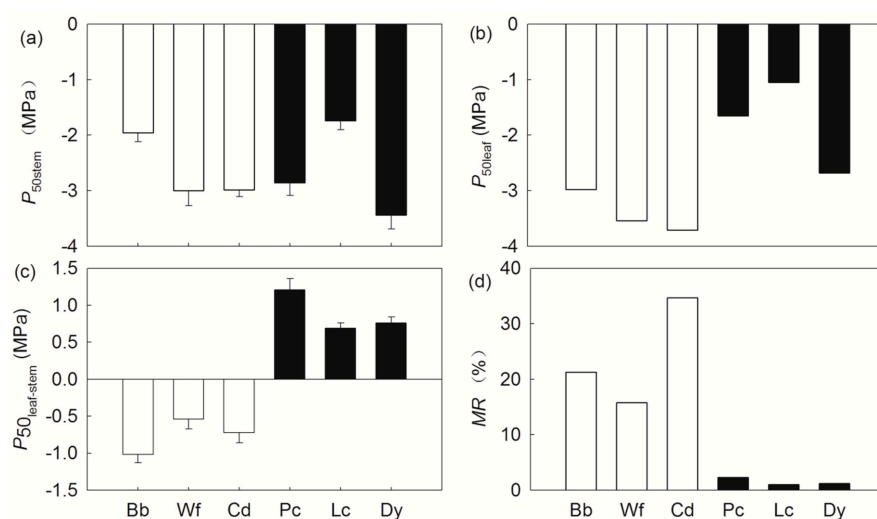 (a)
0
-1
-2
-3
-4
P50stem (MPa)
(b)
0
-1
-2
-3
-4
P50leaf (MPa)
(c)
1.5
1.0
0.5
0.0
-0.5
-1.0
-1.5
P50leaf-stem (MPa)
Bb Wf Cd Pc Lc Dy
(d)
40
30
20
10
0
MR (%)
Bb Wf Cd Pc Lc Dy